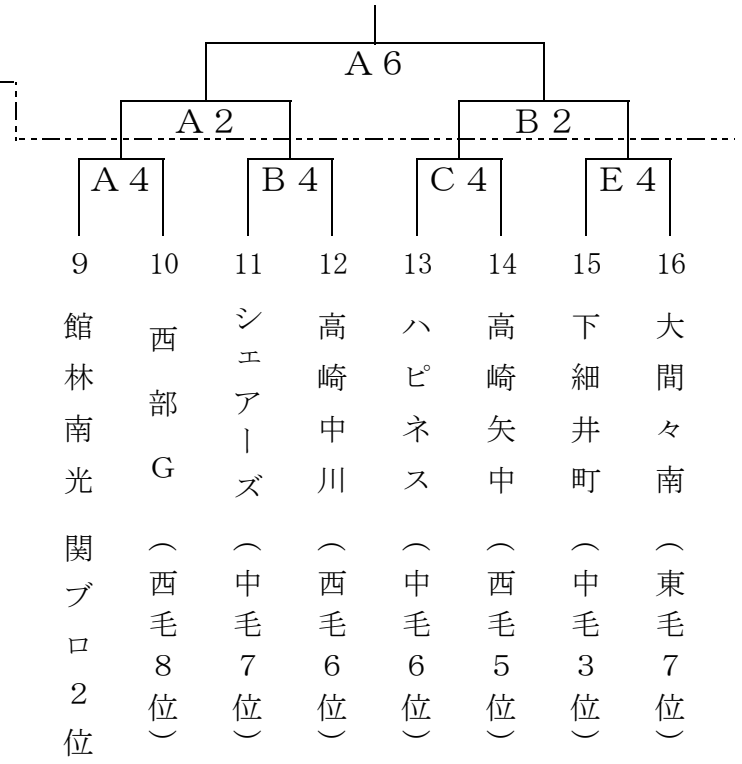 A6
A2
B2
A4
B4
C4
E4
9
10
11
12
13
14
15
16
館林南光
西部G
シェアーズ
高崎中川
ハピネス
高崎矢中
下細井町
大間々南
関ブロ2位
(西毛8位)
(中毛7位)
(西毛6位)
(中毛6位)
(西毛5位)
(中毛3位)
(東毛7位)